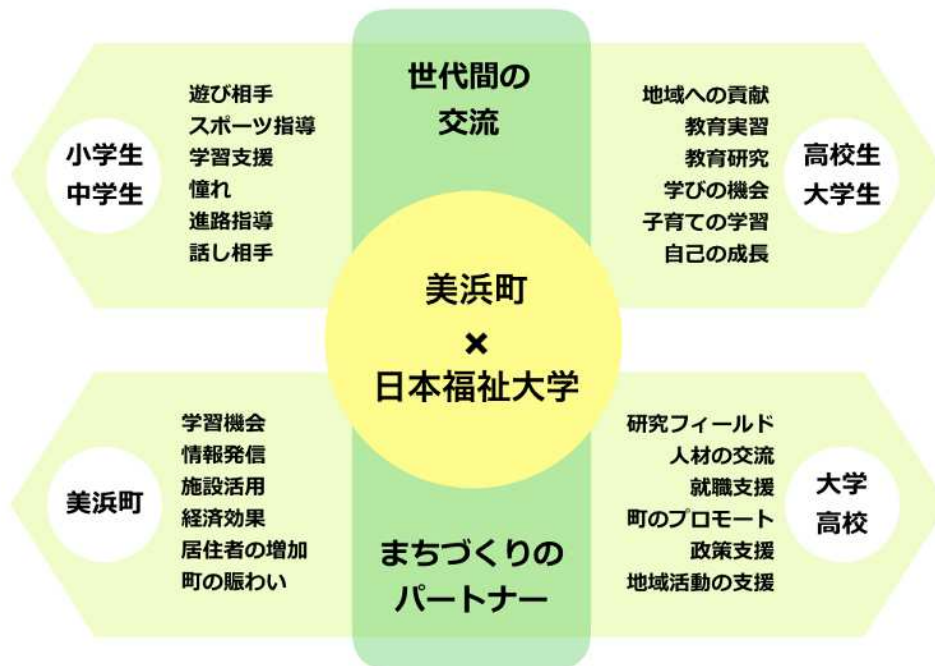 世代間の
交流
小学生
中学生
遊び相手
スポーツ指導
学習支援
憧れ
進路指導
話し相手
地域への貢献
教育実習
教育研究
学びの機会
子育ての学習
自己の成長
高校生
大学生
美浜町
×
日本福祉大学
美浜町
学習機会
情報発信
施設活用
経済効果
居住者の増加
町の賑わい
まちづくりの
パートナー
研究フィールド
人材の交流
就職支援
町のプロモート
政策支援
地域活動の支援
大学
高校